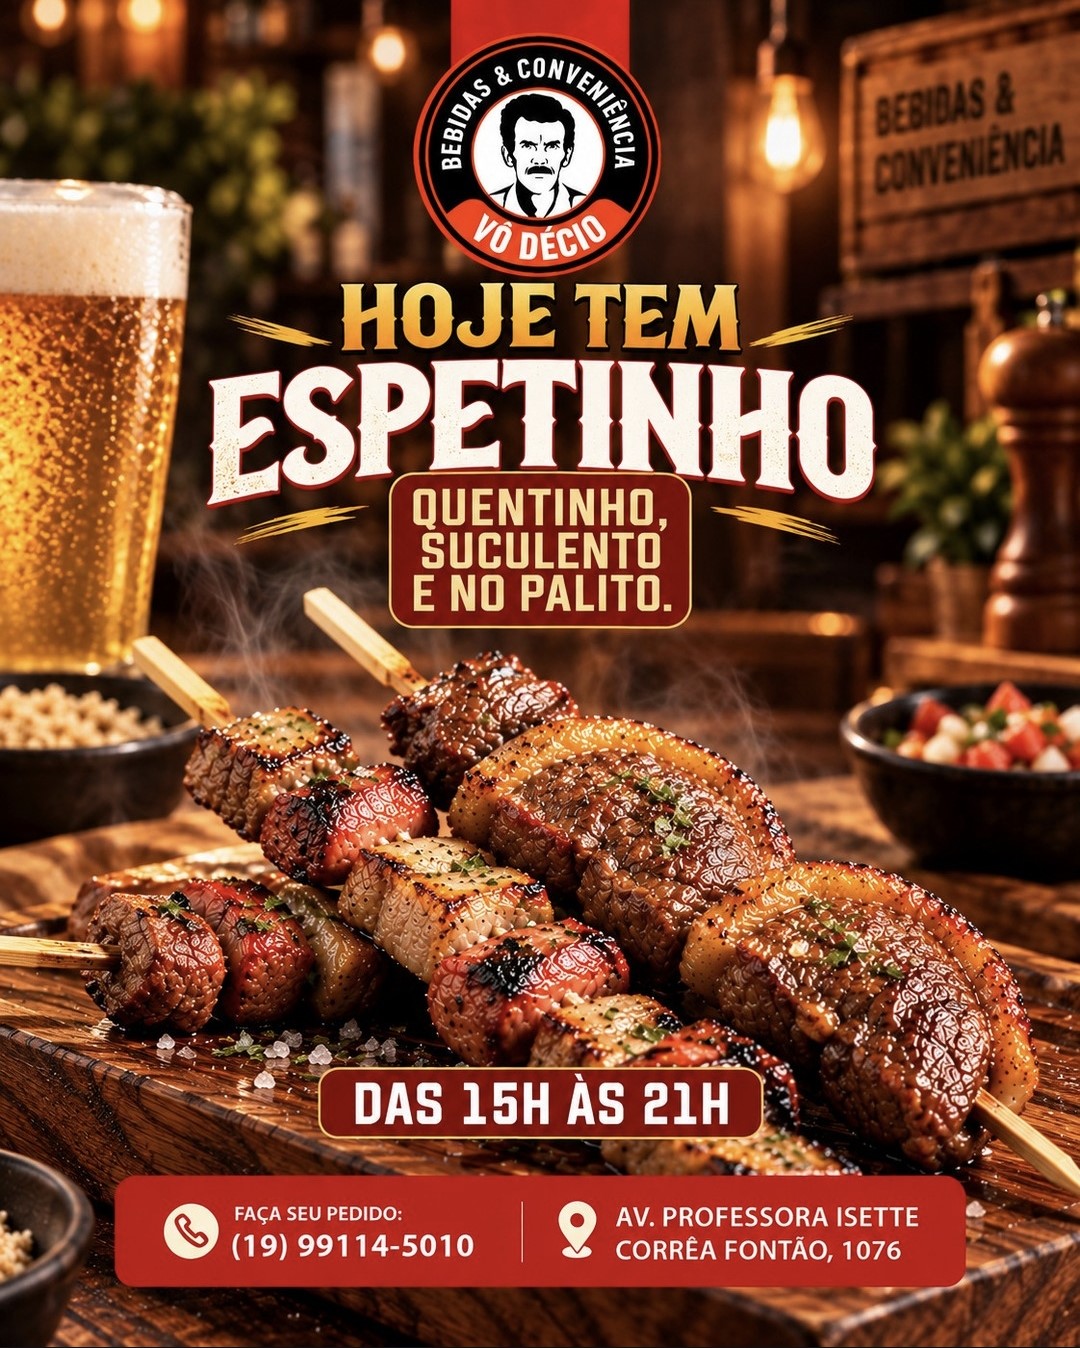 BEBIDAS & CONVENIÊNCIA
VÔ DÉCIO
BEBIDAS &
CONVENIÊNCIA
HOJE TEM
ESPETINHO
QUENTINHO,
SUCULENTO
E NO PALITO.
DAS 15H ÀS 21H
FAÇA SEU PEDIDO:
(19) 99114-5010
AV. PROFESSORA ISETTE
CORRÊA FONTÃO, 1076